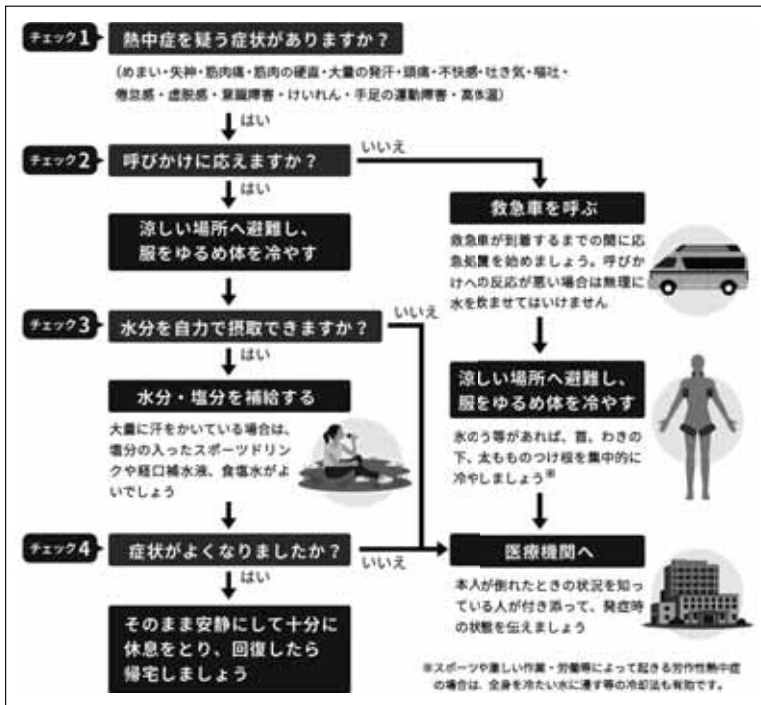 チェック1 熱中症を疑う症状がありますか？
（めまい・失神・筋肉痛・筋肉の硬直・大量の発汗・頭痛・不快感・吐き気・嘔吐・
倦怠感・虚脱感・意識障害・けいれん・手足の運動障害・高体温）
はい
チェック2 呼びかけに応えますか？
いいえ
はい
涼しい場所へ避難し、
服をゆるめ体を冷やす
チェック3 水分を自力で摂取できますか？
いいえ
はい
水分・塩分を補給する
大量に汗をかいている場合は、
塩分の入ったスポーツドリン
クや経口補水液、食塩水がよ
いでしょう
チェック4 症状がよくなりましたか？
いいえ
はい
そのまま安静にして十分に
休息をとり、回復したら
帰宅しましょう
救急車を呼ぶ
救急車が到着するまでの間に応
急処置を始めましょう。呼びか
けへの反応が悪い場合は無理に
水を飲ませてはいけません
涼しい場所へ避難し、
服をゆるめ体を冷やす
氷のう等があれば、首、わきの
下、太もものつけ根を集中的に
冷やしましょう※
医療機関へ
本人が倒れたときの状況を知っ
ている人が付き添って、発症時
の状態を伝えましょう
※スポーツや激しい作業・労働等によって起きる労作性熱中症
の場合は、全身を冷たい水に浸す等の冷却法も有効です。